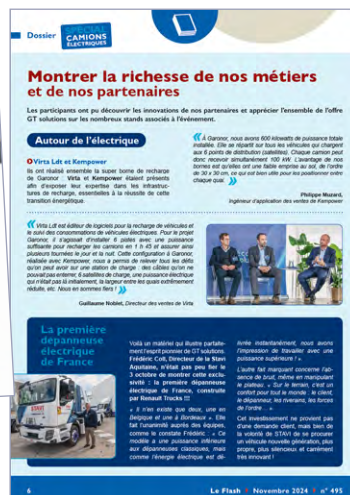 Dossier
SPÉCIAL
CAMIONS
ÉLECTRIQUES
Montrer la richesse de nos métiers
et de nos partenaires
Les participants ont pu découvrir les innovations de nos partenaires et apprécier l'ensemble de l'offre
GT solutions sur les nombreux stands associés à l'événement.
Autour de l'électrique
Virta Ldt et Kempower
Ils ont réalisé ensemble la super borne de recharge
de Garonor : Virta et Kempower étaient présents
afin d'exposer leur expertise dans les infrastruc-
tures de recharge, essentielles à la réussite de cette
transition énergétique.
« À Garonor, nous avons 600 kilowatts de puissance totale
installée. Elle se répartit sur tous les véhicules qui chargent
aux 6 points de distribution (satellites). Chaque camion peut
donc recevoir simultanément 100 kW. L'avantage de nos
bornes est qu'elles ont une faible emprise au sol, de l'ordre
de 30 x 30 cm, ce qui est bien utile pour les positionner entre
chaque quai. »
Philippe Mazard,
Ingénieur d'application des ventes de Kempower
« Virta Ldt est éditeur de logiciels pour la recharge de véhicules et
le suivi des consommations de véhicules électriques. Pour le projet
Garonor, il s'agissait d'initialiser 6 pistes avec une puissance
suffisante pour recharger les camions en 1 h 45 et assurer ainsi
plusieurs tournées le jour et la nuit. Cette configuration à Garonor,
réalisée avec Kempower, nous a permis de relever tous les défis
qu'on peut avoir sur une station de charge : des câbles qu'on ne
pouvait pas enterrer, 6 satellites de charge, une puissance électrique
qui n'était pas là initialement, la largeur entre les quais extrêmement
réduite, etc. Nous en sommes fiers ! »
Guillaume Noblet, Directeur des ventes de Virta
La première
dépanneuse
électrique
de France
STAVI
Voilà un matériel qui illustre parfaite-
ment l'esprit pionnier de GT solutions.
Frédéric Coll, Directeur de la Stavi
Aquitaine, n'était pas peu fier le
3 octobre de montrer cette exclu-
sivité : la première dépanneuse
électrique de France, construite
par Renault Trucks !!!
« Il n'en existe que deux, une en
Belgique et une à Bordeaux ». Elle
fait l'unanimité auprès des équipes,
comme le constate Frédéric : « Ce
modèle a une puissance inférieure
aux dépanneuses classiques, mais
comme l'énergie électrique est dé-
livrée instantanément, nous avons
l'impression de travailler avec une
puissance supérieure ! ».
L'autre fait marquant concerne l'ab-
sence de bruit, même en manipulant
le plateau. « Sur le terrain, c'est un
confort pour tout le monde : le client,
le dépanneur, les riverains, les forces
de l'ordre… »
Cet investissement ne provient pas
d'une demande client, mais bien de
la volonté de STAVI de se procurer
un véhicule nouvelle génération, plus
propre, plus silencieux et carrément
très innovant !
6
Le Flash | Novembre 2024 | n° 495